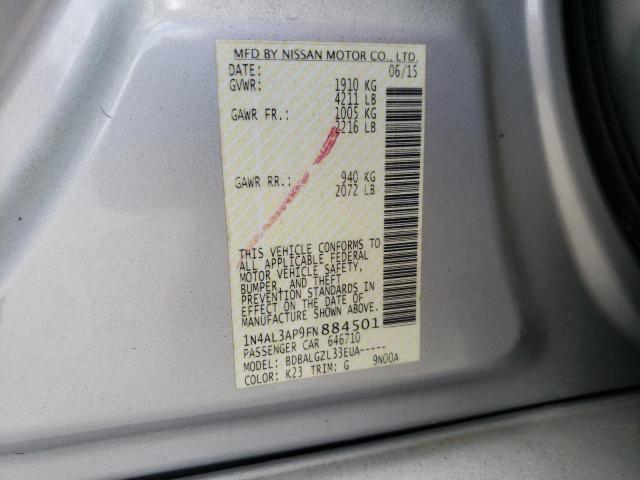 MFD BY NISSAN MOTOR CO., LTD.
DATE: 06/15
GVWR: 1910 KG
4211 LB
GAWR FR.: 1005 KG
2216 LB
GAWR RR.: 940 KG
2072 LB
THIS VEHICLE CONFORMS TO
ALL APPLICABLE FEDERAL
MOTOR VEHICLE SAFETY,
BUMPER, AND THEFT
PREVENTION STANDARDS IN
EFFECT ON THE DATE OF
MANUFACTURE SHOWN ABOVE.
1N4AL3AP9FN884501
PASSENGER CAR 646710
MODEL: BDBALGZL33EUA-----
COLOR: K23 TRIM: G 9N00A